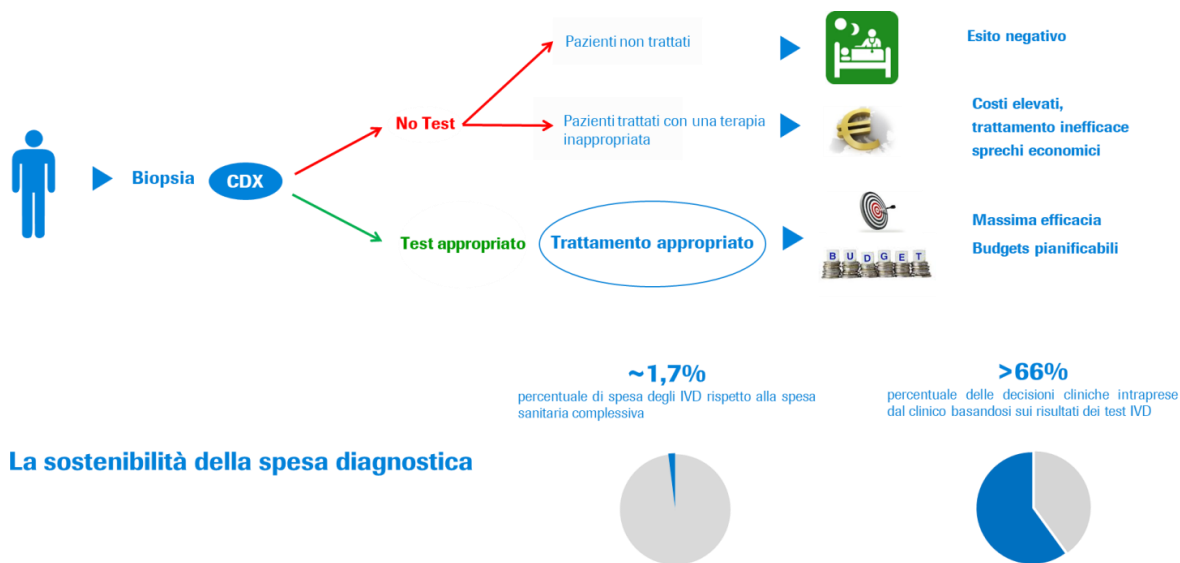 Pazienti non trattati
Esito negativo
No Test
Pazienti trattati con una terapia
inappropriata
Costi elevati,
trattamento inefficace
sprechi economici
Biopsia
CDX
Test appropriato
Trattamento appropriato
Massima efficacia
Budgets pianificabili
BUDGET
~1,7%
percentuale di spesa degli IVD rispetto alla spesa
sanitaria complessiva
>66%
percentuale delle decisioni cliniche intraprese
dal clinico basandosi sui risultati dei test IVD
La sostenibilità della spesa diagnostica